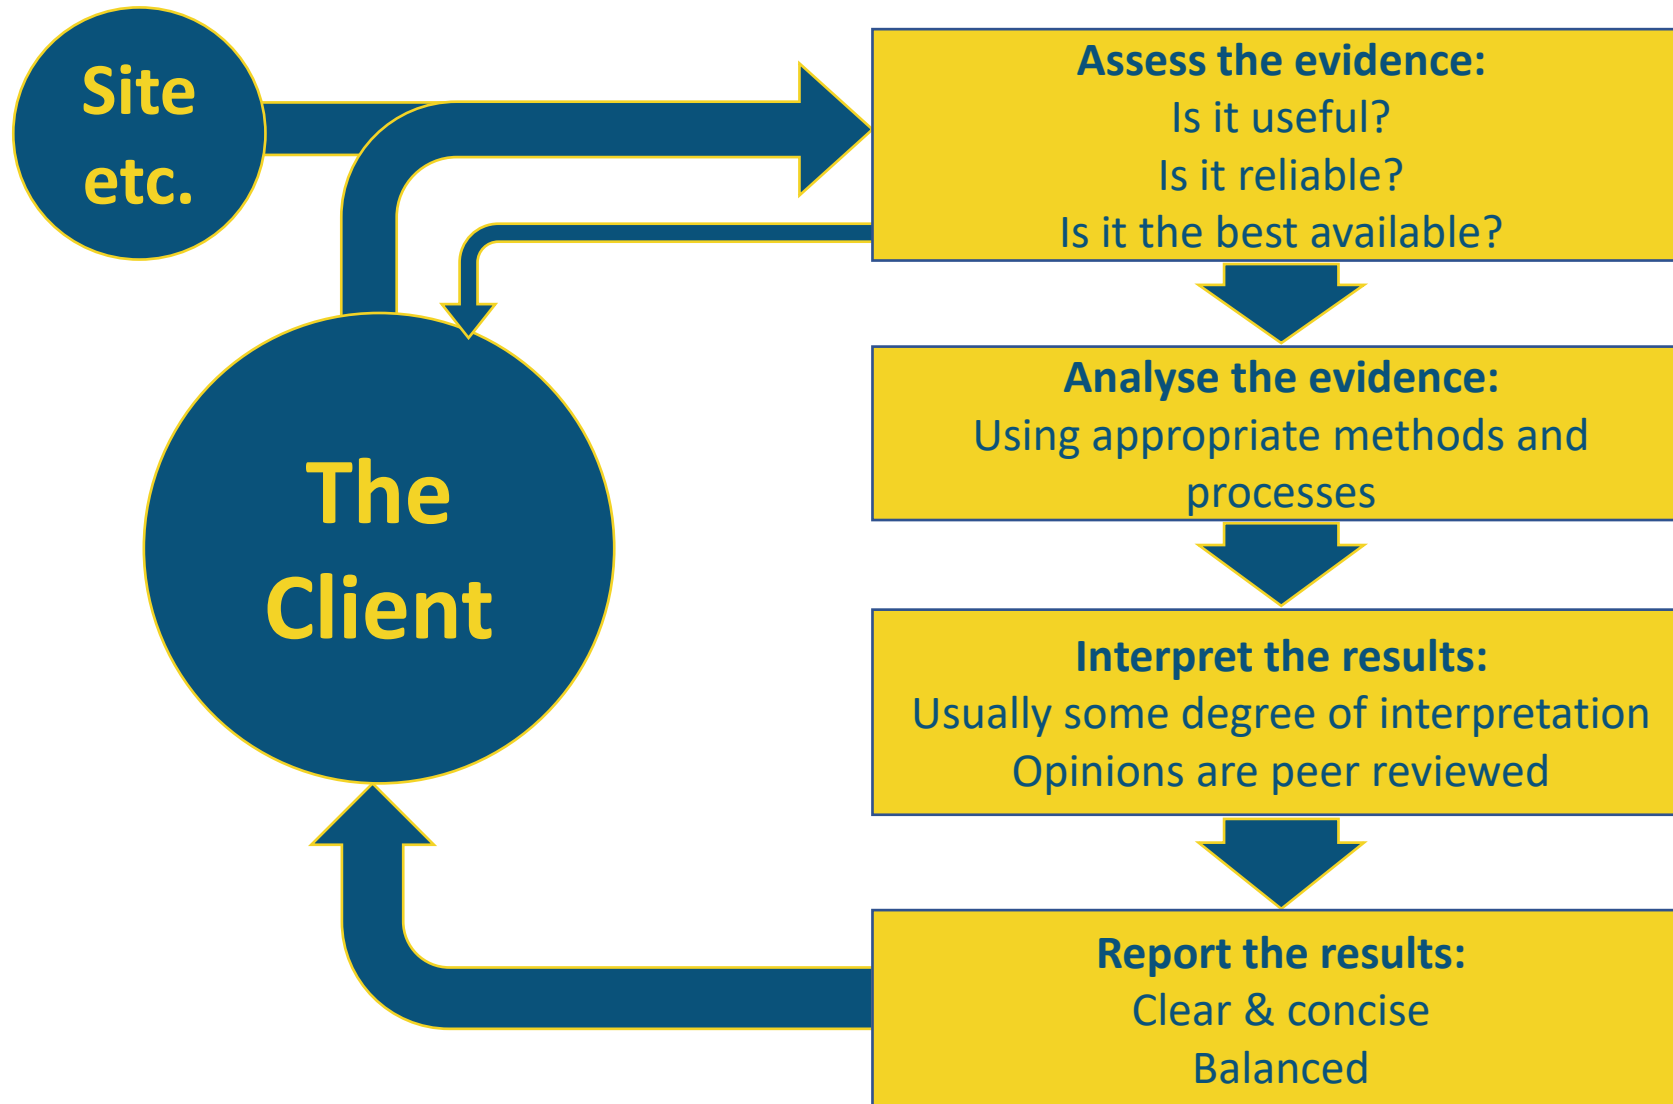 Site
etc.
The
Client
Assess the evidence:
Is it useful?
Is it reliable?
Is it the best available?
Analyse the evidence:
Using appropriate methods and
processes
Interpret the results:
Usually some degree of interpretation
Opinions are peer reviewed
Report the results:
Clear & concise
Balanced